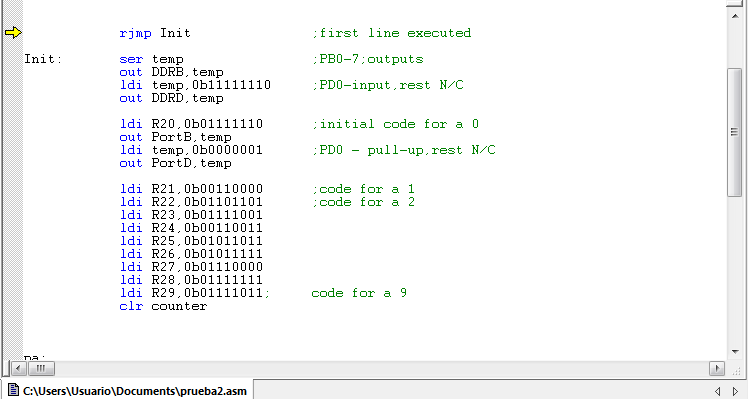 rjmp Init ;first line executed
Init: ser temp ;PB0-7;outputs
out DDRB,temp
ldi temp,0b11111110 ;PD0-input,rest N/C
out DDRD,temp
ldi R20,0b01111110 ;initial code for a 0
out PortB,temp
ldi temp,0b0000001 ;PD0 - pull-up,rest N/C
out PortD,temp
ldi R21,0b00110000 ;code for a 1
ldi R22,0b01101101 ;code for a 2
ldi R23,0b01111001
ldi R24,0b00110011
ldi R25,0b01011011
ldi R26,0b01011111
ldi R27,0b01110000
ldi R28,0b01111111
ldi R29,0b01111011; code for a 9
clr counter
C:\Users\Usuario\Documents\prueba2.asm